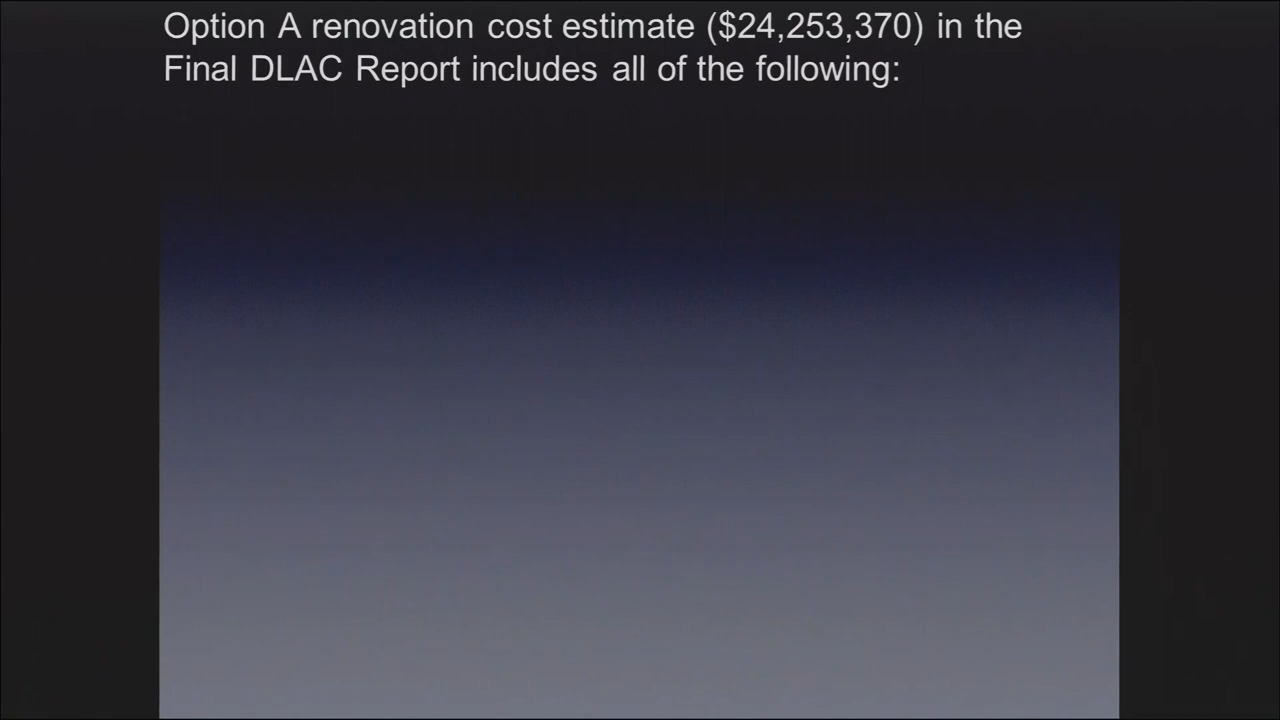 Option A renovation cost estimate ($24,253,370) in the
Final DLAC Report includes all of the following: